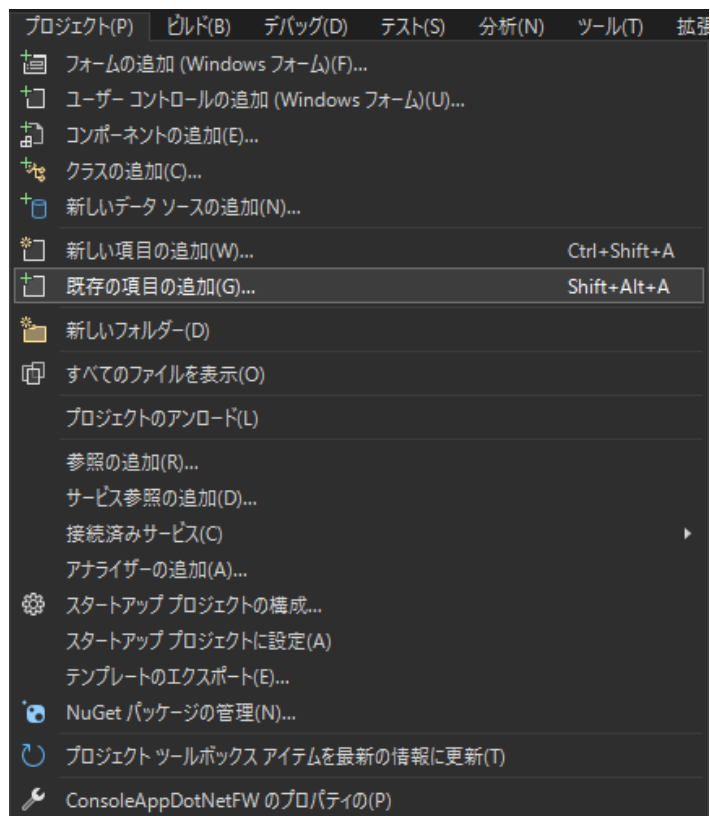 プロジェクト(P) ビルド(B) デバッグ(D) テスト(S) 分析(N) ツール(T) 拡張
フォームの追加 (Windows フォーム)(F)...
ユーザー コントロールの追加 (Windows フォーム)(U)...
コンポーネントの追加(E)...
クラスの追加(C)...
新しいデータ ソースの追加(N)...
新しい項目の追加(W)... Ctrl+Shift+A
既存の項目の追加(G)... Shift+Alt+A
新しいフォルダー(D)
すべてのファイルを表示(O)
プロジェクトのアンロード(L)
参照の追加(R)...
サービス参照の追加(D)...
接続済みサービス(C)
アナライザーの追加(A)...
スタートアップ プロジェクトの構成...
スタートアップ プロジェクトに設定(A)
テンプレートのエクスポート(E)...
NuGet パッケージの管理(N)...
プロジェクト ツールボックス アイテムを最新の情報に更新(T)
ConsoleAppDotNetFW のプロパティの(P)